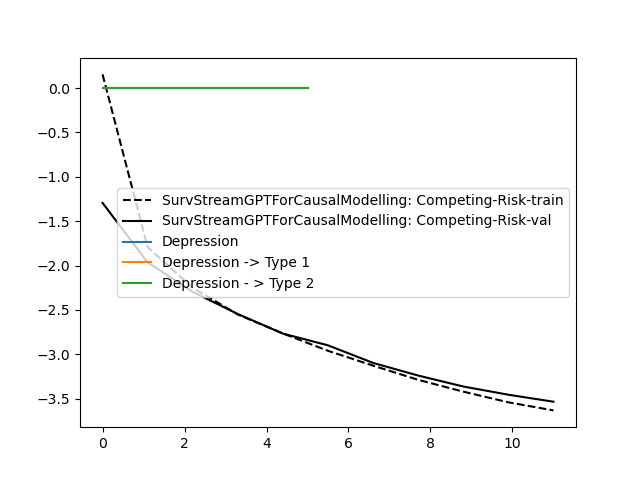 0.0
−0.5
−1.0
−1.5
−2.0
−2.5
−3.0
−3.5
SurvStreamGPTForCausalModelling: Competing-Risk-train
SurvStreamGPTForCausalModelling: Competing-Risk-val
Depression
Depression -> Type 1
Depression - > Type 2
0 2 4 6 8 10